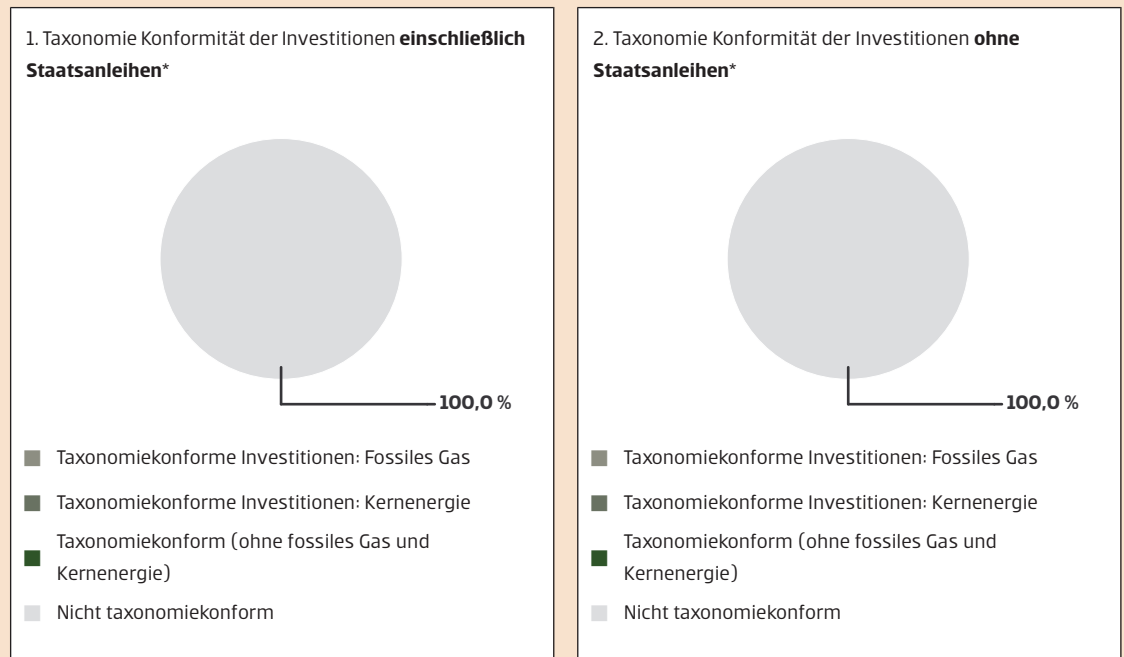 1. Taxonomie Konformität der Investitionen einschließlich
Staatsanleihen*
100,0 %
Taxonomiekonforme Investitionen: Fossiles Gas
Taxonomiekonforme Investitionen: Kernenergie
Taxonomiekonform (ohne fossiles Gas und
Kernenergie)
Nicht taxonomiekonform
2. Taxonomie Konformität der Investitionen ohne
Staatsanleihen*
100,0 %
Taxonomiekonforme Investitionen: Fossiles Gas
Taxonomiekonforme Investitionen: Kernenergie
Taxonomiekonform (ohne fossiles Gas und
Kernenergie)
Nicht taxonomiekonform